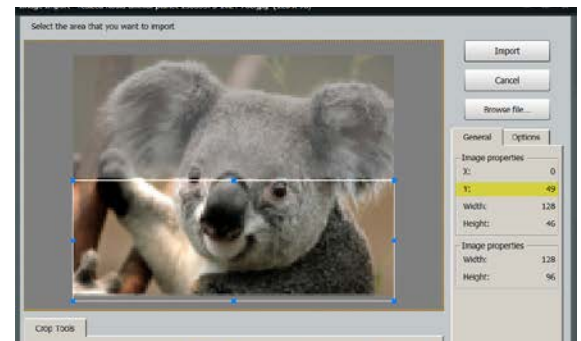 Select the area that you want to import
Import
Cancel
Browse file...
General
Options
Image properties
X: 0
Y: 49
Width: 128
Height: 46
Image properties
Width: 128
Height: 96
Crop Tools